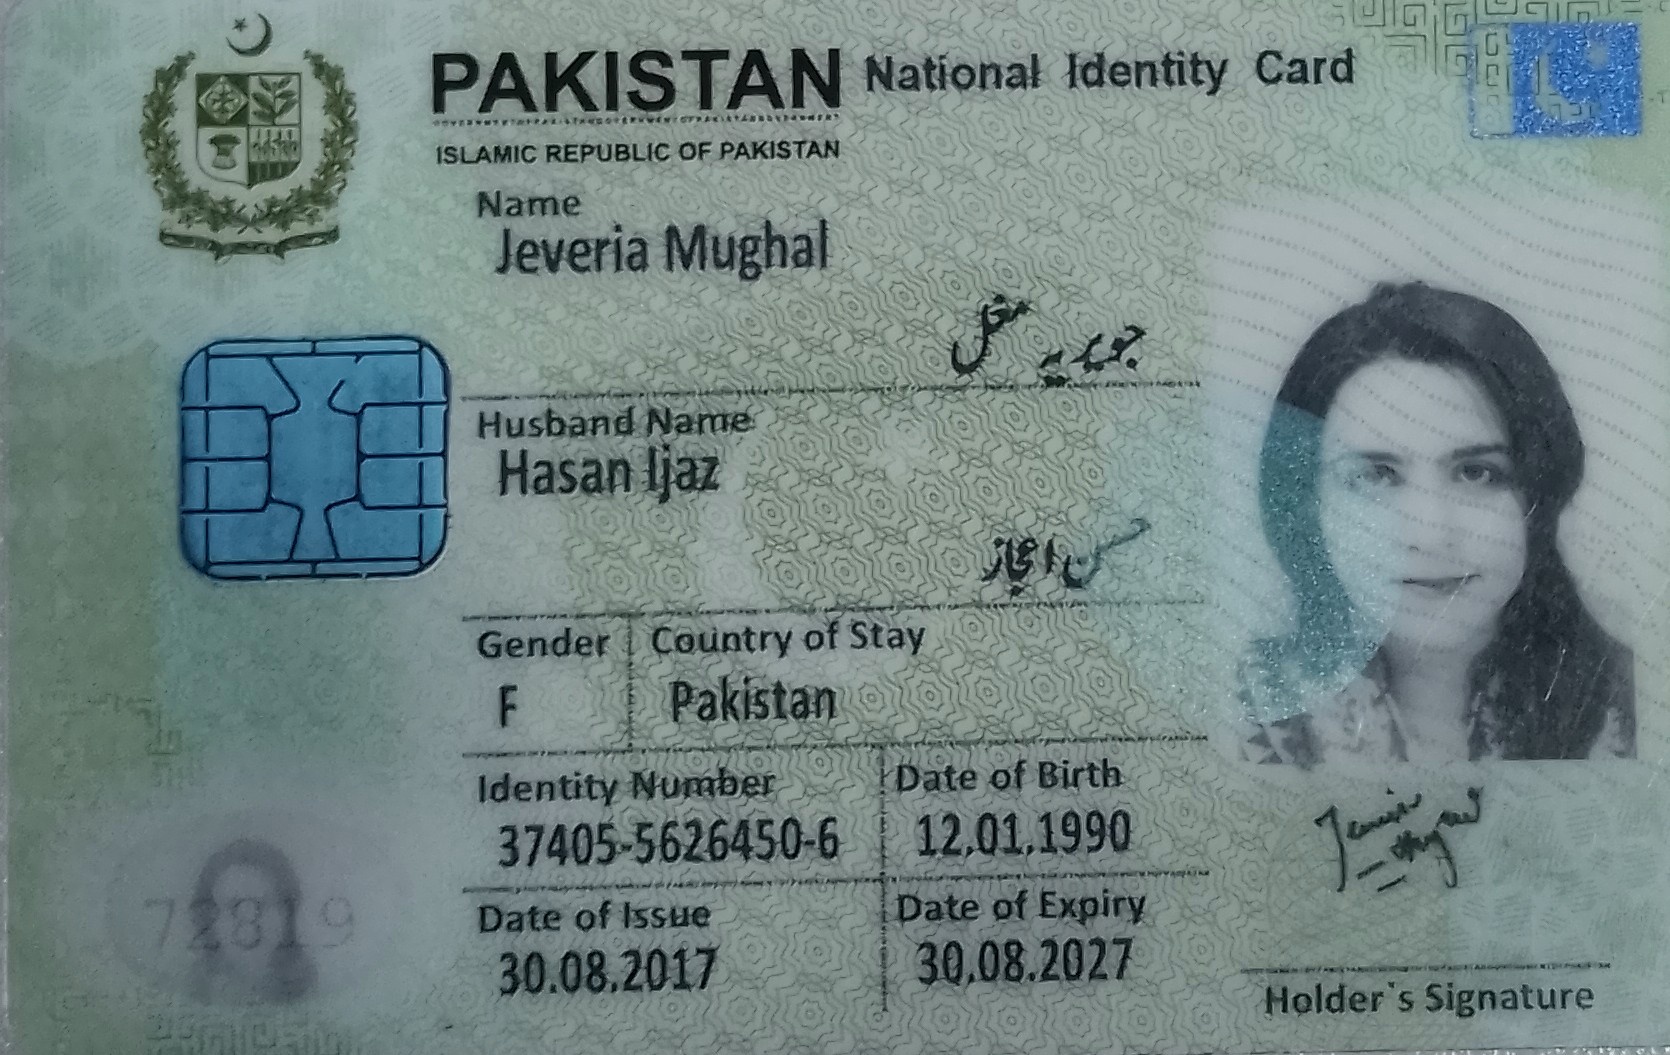 PAKISTAN National Identity Card
ISLAMIC REPUBLIC OF PAKISTAN
Name
Jeveria Mughal
جویریہ مغل
Husband Name
Hasan Ijaz
حسن اعجاز
Gender Country of Stay
F Pakistan
Identity Number Date of Birth
37405-5626450-6 12.01.1990
Date of Issue Date of Expiry
30.08.2017 30.08.2027
72819
Holder's Signature